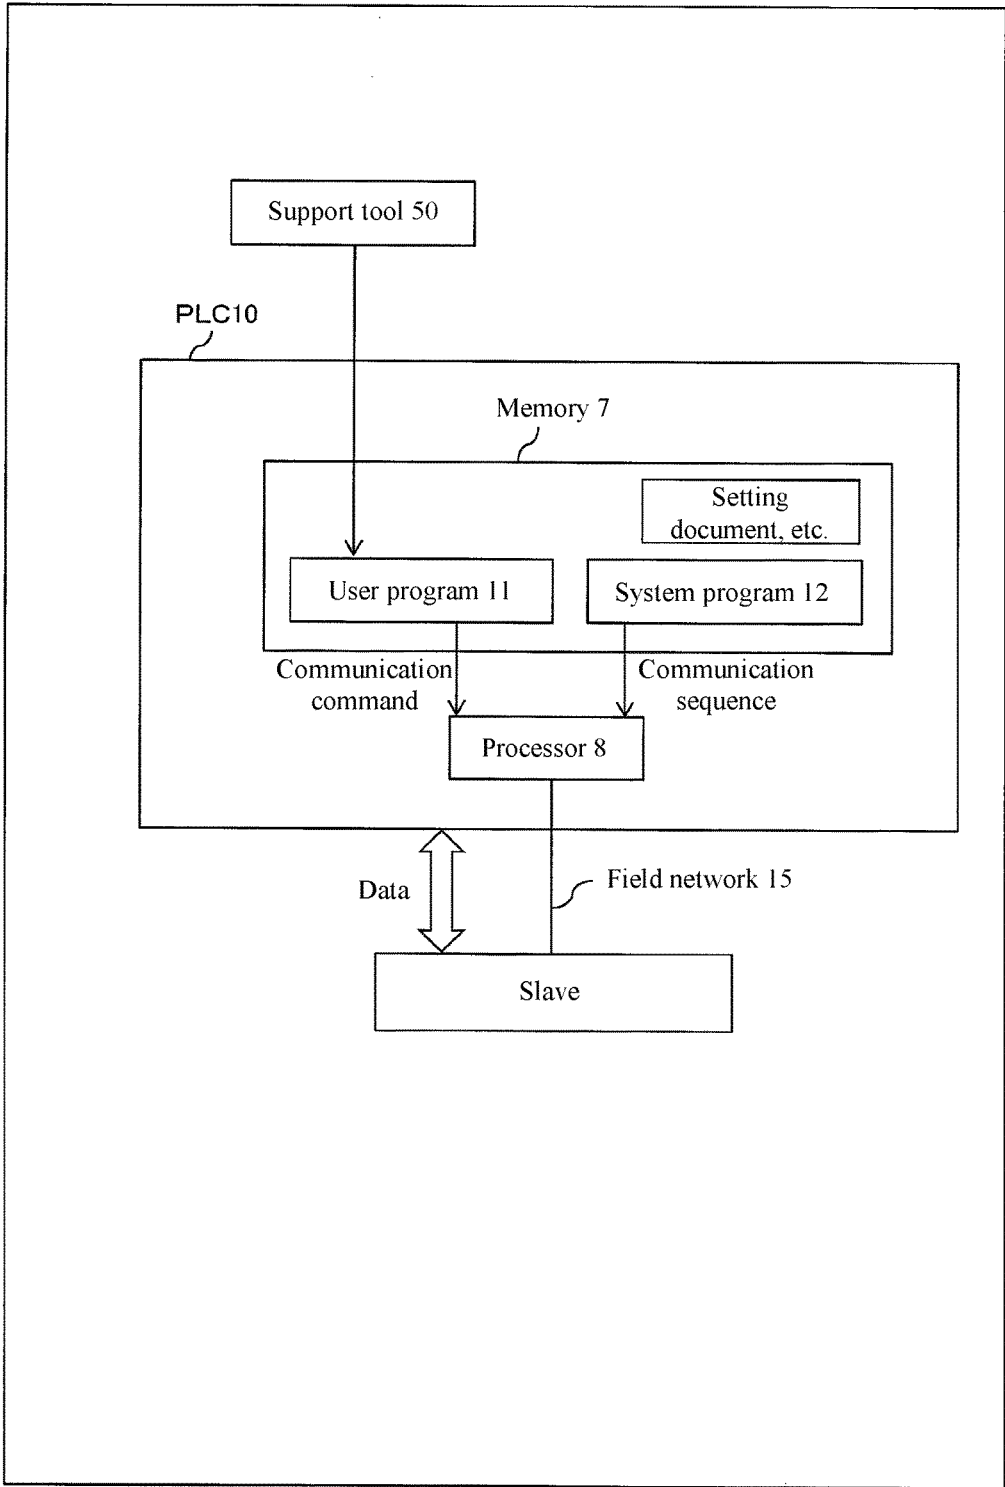 Support tool 50
PLC10
Memory 7
Setting
document, etc.
User program 11
System program 12
Communication
command
Communication
sequence
Processor 8
Data
Field network 15
Slave